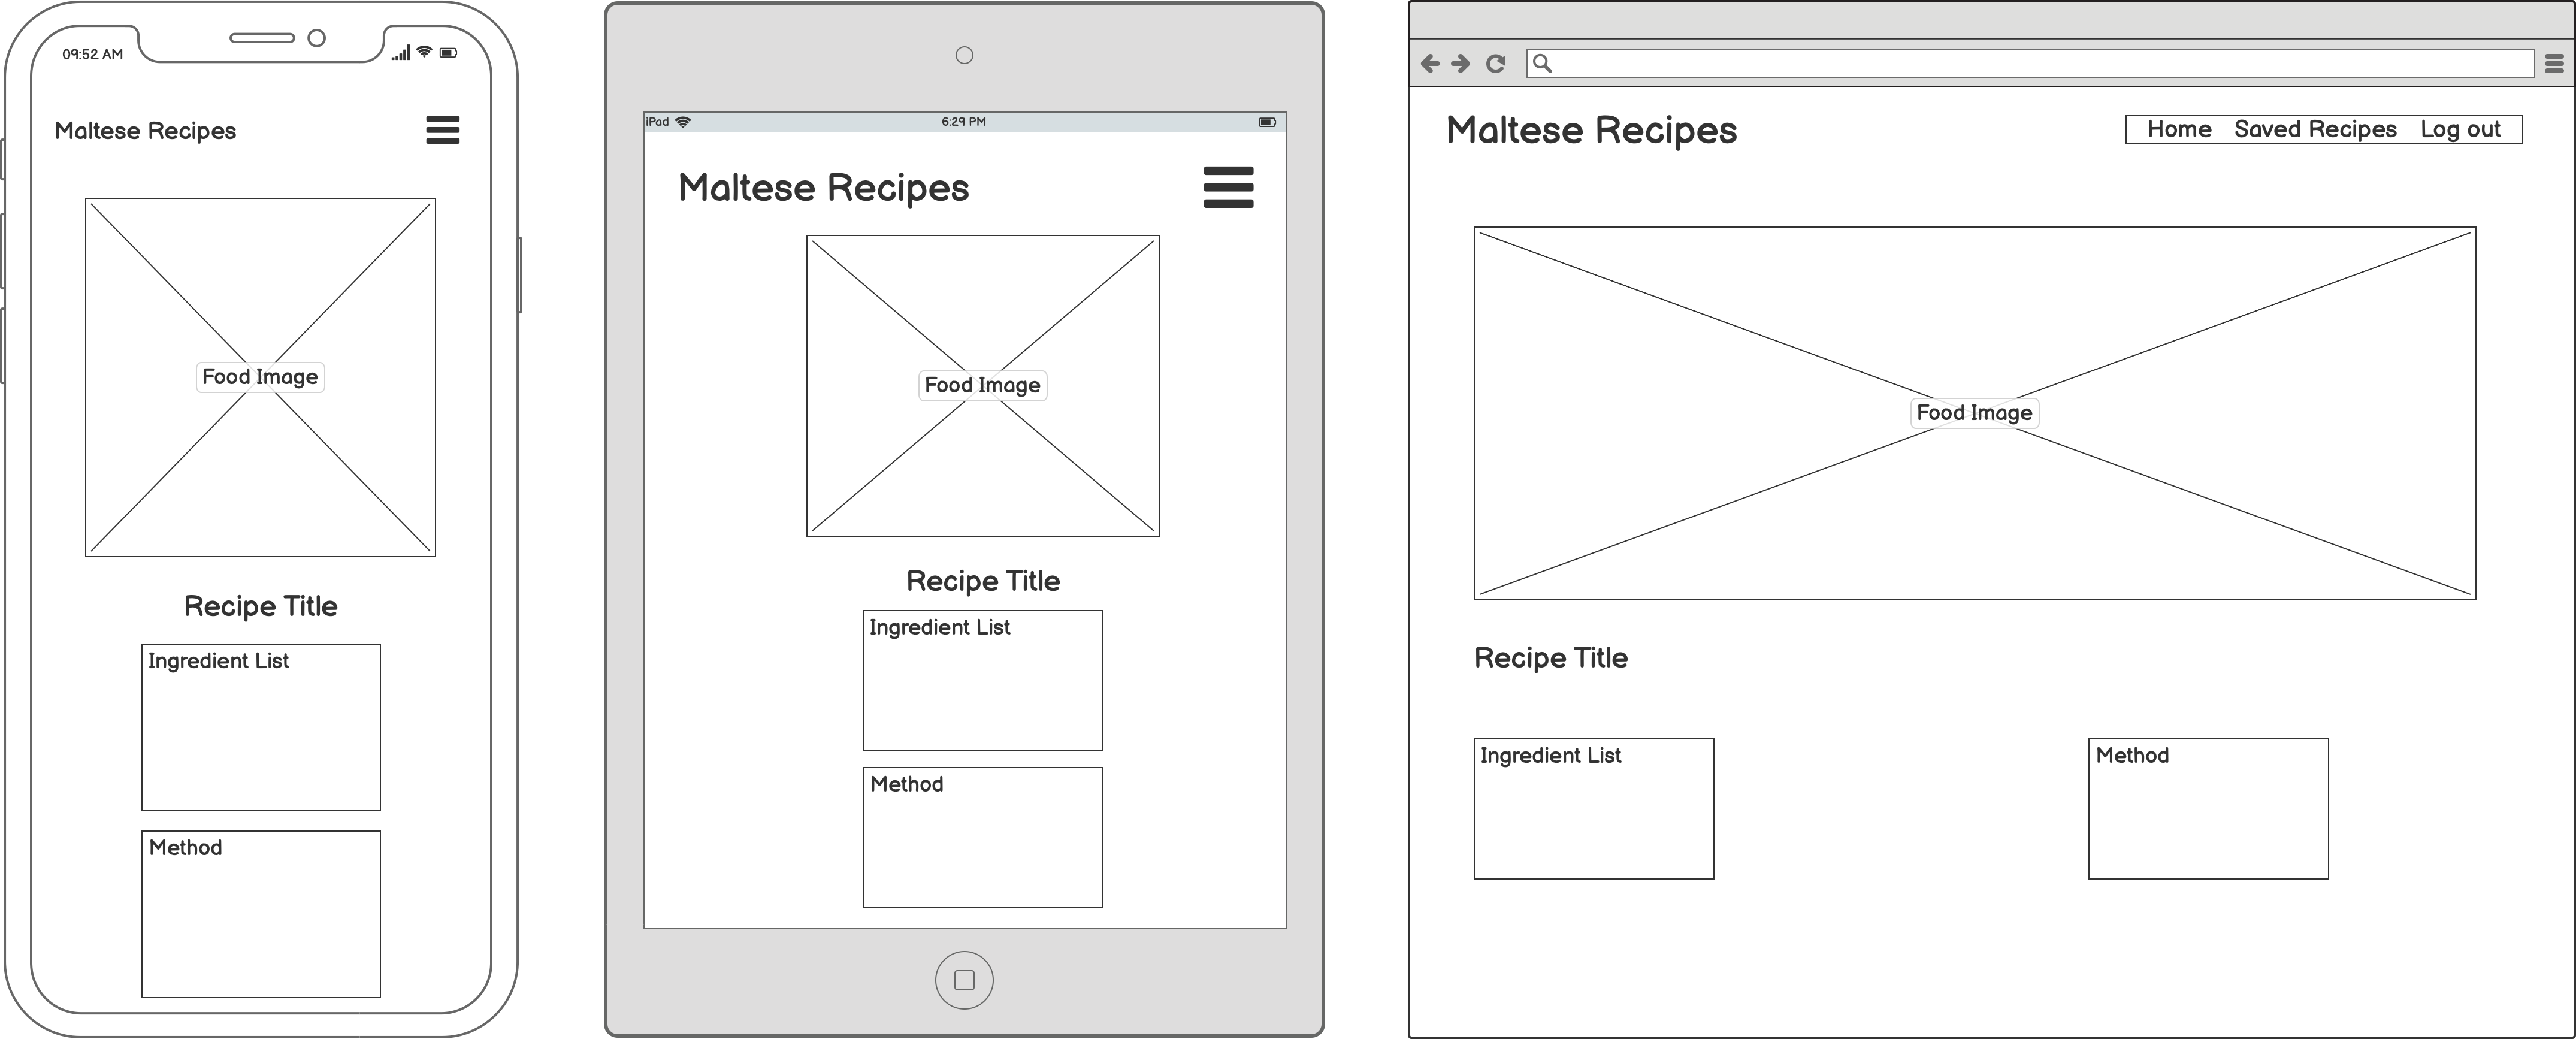 09:52 AM
Maltese Recipes
Food Image
Recipe Title
Ingredient List
Method
iPad
6:29 PM
Maltese Recipes
Food Image
Recipe Title
Ingredient List
Method
Maltese Recipes
Home Saved Recipes Log out
Food Image
Recipe Title
Ingredient List
Method